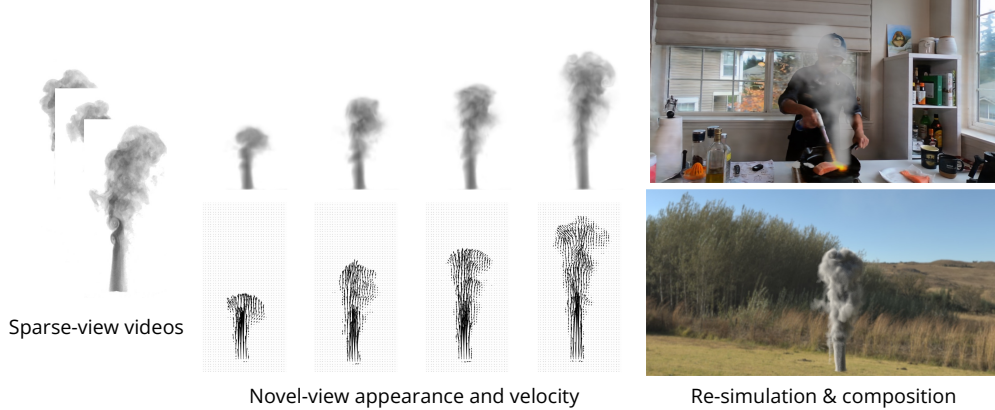 Sparse-view videos
Novel-view appearance and velocity
Re-simulation & composition